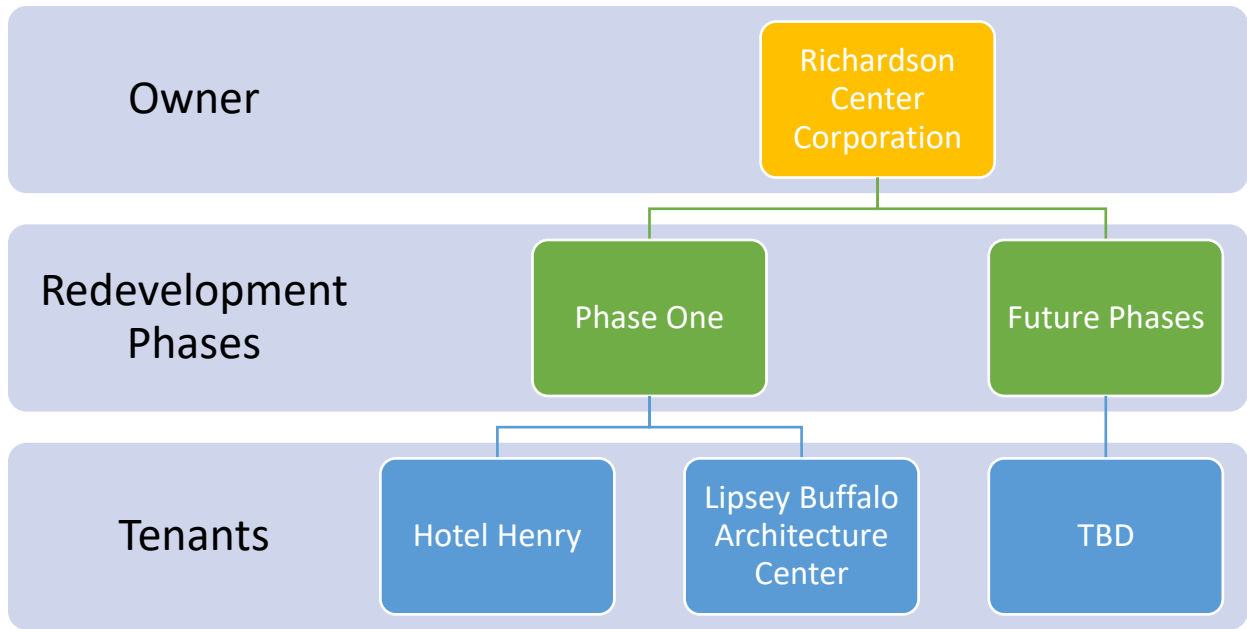 Owner
Richardson
Center
Corporation
Redevelopment
Phases
Phase One
Future Phases
Tenants
Hotel Henry
Lipsey Buffalo
Architecture
Center
TBD